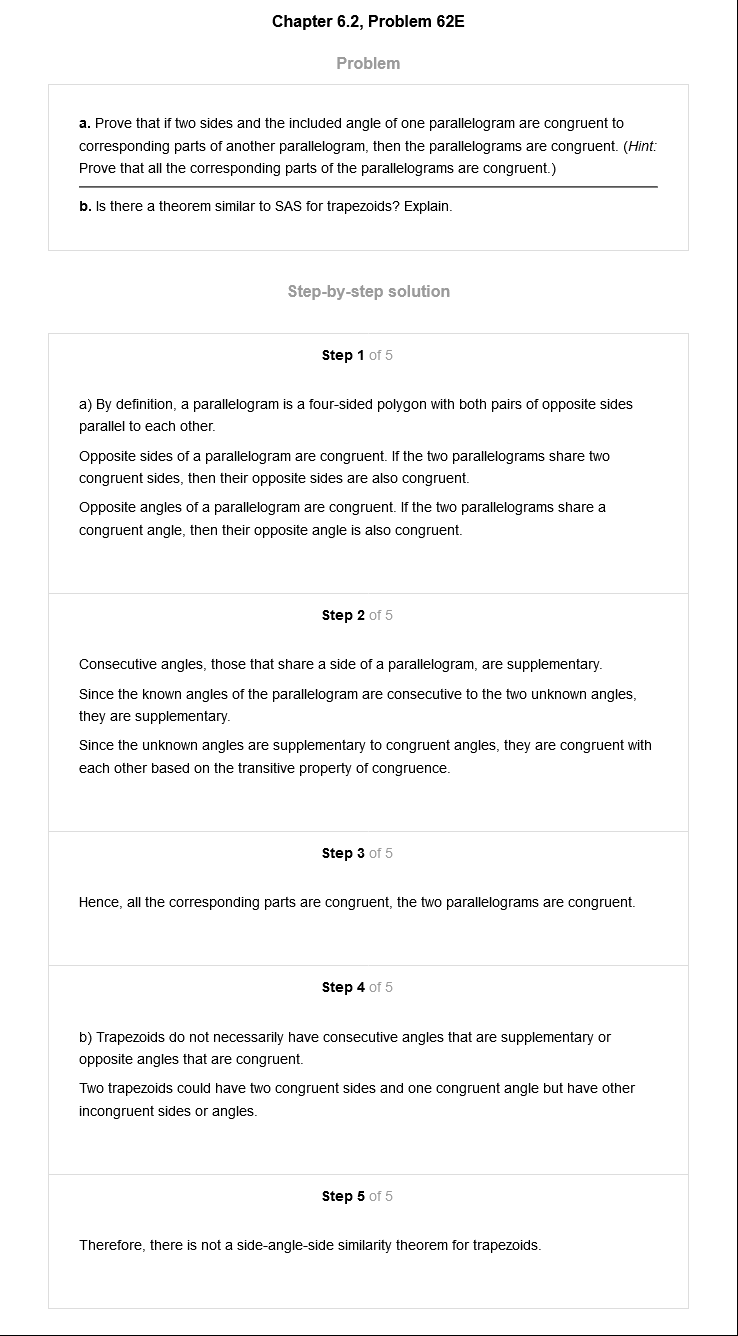 Chapter 6.2, Problem 62E
Problem
a. Prove that if two sides and the included angle of one parallelogram are congruent to
corresponding parts of another parallelogram, then the parallelograms are congruent. (Hint:
Prove that all the corresponding parts of the parallelograms are congruent.)
b. Is there a theorem similar to SAS for trapezoids? Explain.
Step-by-step solution
Step 1 of 5
a) By definition, a parallelogram is a four-sided polygon with both pairs of opposite sides
parallel to each other.
Opposite sides of a parallelogram are congruent. If the two parallelograms share two
congruent sides, then their opposite sides are also congruent.
Opposite angles of a parallelogram are congruent. If the two parallelograms share a
congruent angle, then their opposite angle is also congruent.
Step 2 of 5
Consecutive angles, those that share a side of a parallelogram, are supplementary.
Since the known angles of the parallelogram are consecutive to the two unknown angles,
they are supplementary.
Since the unknown angles are supplementary to congruent angles, they are congruent with
each other based on the transitive property of congruence.
Step 3 of 5
Hence, all the corresponding parts are congruent, the two parallelograms are congruent.
Step 4 of 5
b) Trapezoids do not necessarily have consecutive angles that are supplementary or
opposite angles that are congruent.
Two trapezoids could have two congruent sides and one congruent angle but have other
incongruent sides or angles.
Step 5 of 5
Therefore, there is not a side-angle-side similarity theorem for trapezoids.